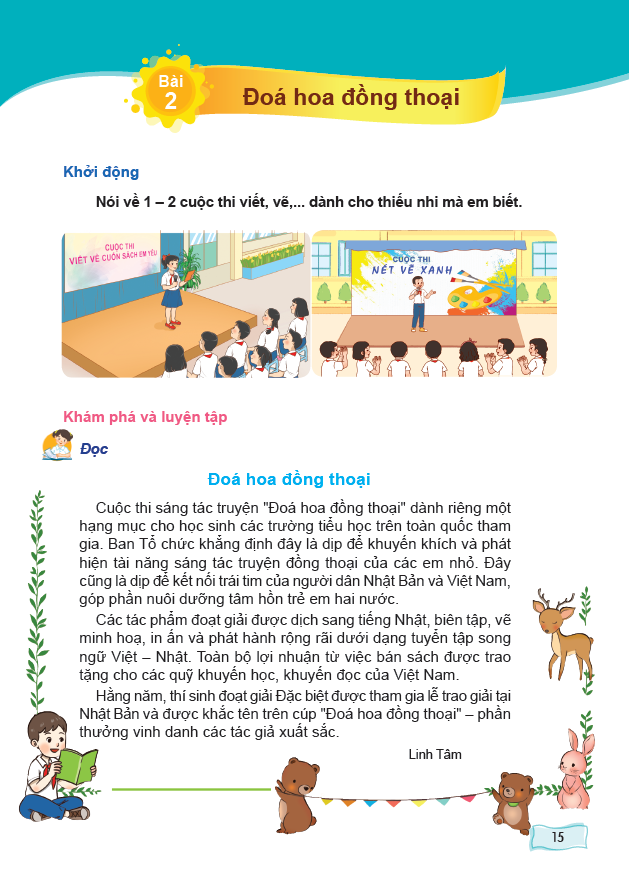 Bài
2
Đoá hoa đồng thoại
Khởi động
Nói về 1 – 2 cuộc thi viết, vẽ,... dành cho thiếu nhi mà em biết.
CUỘC THI
VIẾT VỀ CUỐN SÁCH EM YÊU
CUỘC THI
NÉT VẼ XANH
Khám phá và luyện tập
Đọc
Đoá hoa đồng thoại
Cuộc thi sáng tác truyện "Đoá hoa đồng thoại" dành riêng một
hạng mục cho học sinh các trường tiểu học trên toàn quốc tham
gia. Ban Tổ chức khẳng định đây là dịp để khuyến khích và phát
hiện tài năng sáng tác truyện đồng thoại của các em nhỏ. Đây
cũng là dịp để kết nối trái tim của người dân Nhật Bản và Việt Nam,
góp phần nuôi dưỡng tâm hồn trẻ em hai nước.
Các tác phẩm đoạt giải được dịch sang tiếng Nhật, biên tập, vẽ
minh hoạ, in ấn và phát hành rộng rãi dưới dạng tuyển tập song
ngữ Việt – Nhật. Toàn bộ lợi nhuận từ việc bán sách được trao
tặng cho các quỹ khuyến học, khuyến đọc của Việt Nam.
Hằng năm, thí sinh đoạt giải Đặc biệt được tham gia lễ trao giải tại
Nhật Bản và được khắc tên trên cúp "Đoá hoa đồng thoại" – phần
thưởng vinh danh các tác giả xuất sắc.
Linh Tâm
15